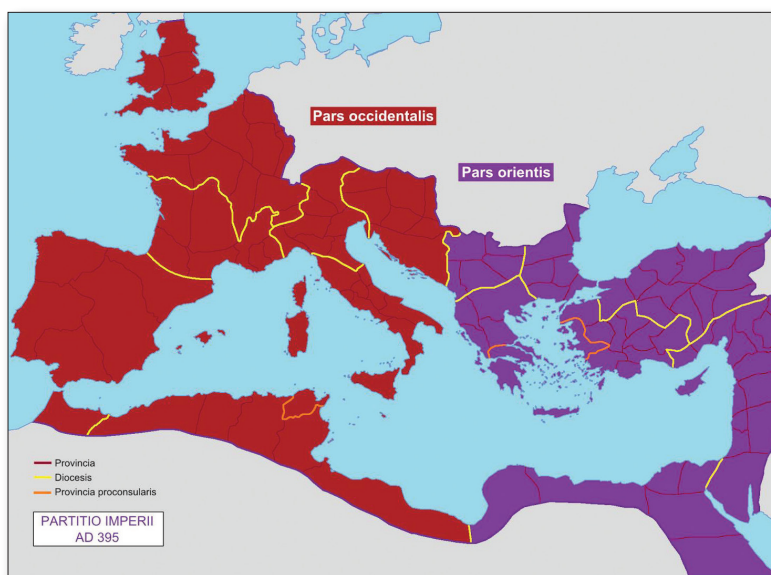 Pars occidentalis
Pars orientis
Provincia
Diocesis
Provincia proconsularis
PARTITIO IMPERII
AD 395